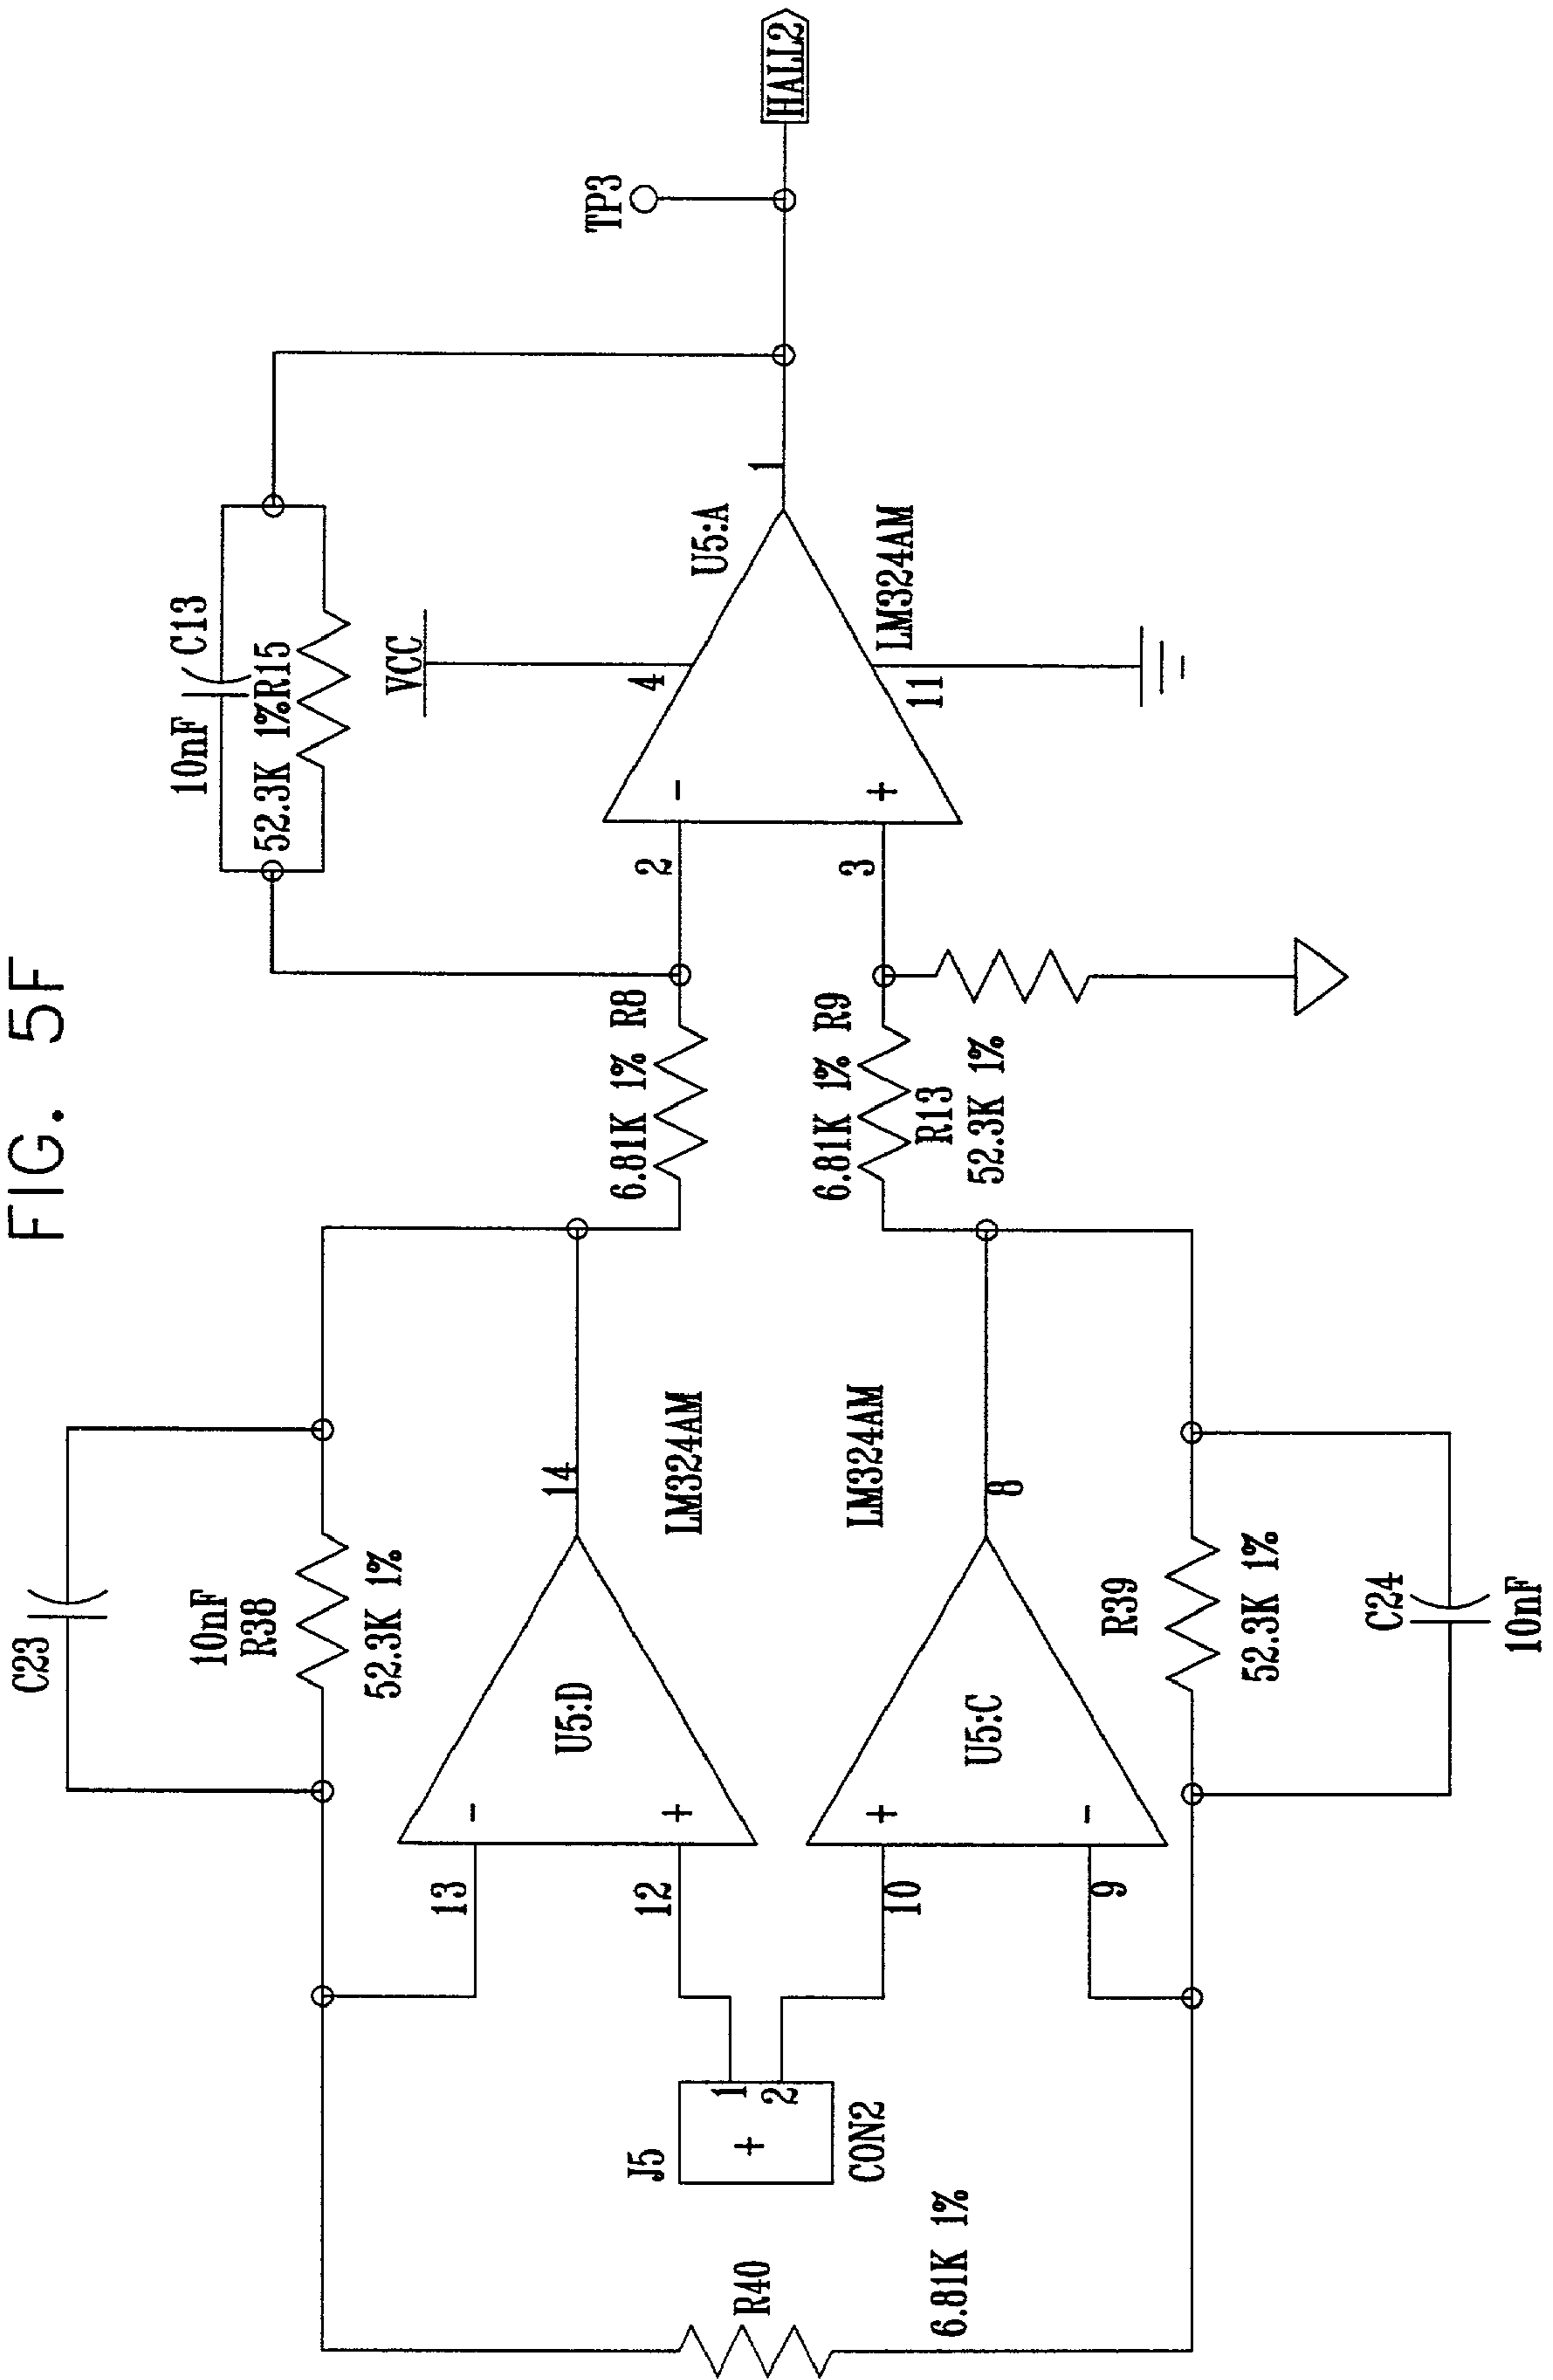 FIG. 5F
C23
10nF
R38
52.3K 1%
10nF
C13
52.3K 1%R15
VCC
4
TP3
13
14
U5:D
12
LM324AM
6.81K 1% R8
2
U5:A
-
+
1
HALL2
J5
+
1
2
CON2
-
+
LM324AM
6.81K 1% R9
3
R13
52.3K 1%
11
LM324AM
R40
6.81K 1%
10
8
+
-
U5:C
9
R39
52.3K 1%
C24
10nF